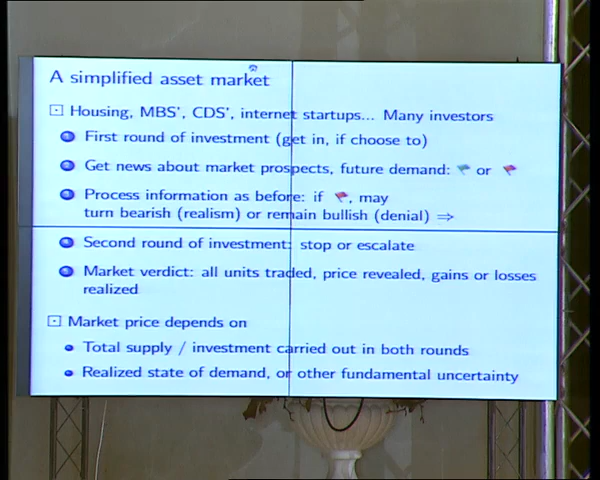 A simplified asset market
Housing, MBS', CDS', internet startups... Many investors
First round of investment (get in, if choose to)
Get news about market prospects, future demand: or
Process information as before: if , may
turn bearish (realism) or remain bullish (denial) ⇒
Second round of investment: stop or escalate
Market verdict: all units traded, price revealed, gains or losses
realized
Market price depends on
Total supply / investment carried out in both rounds
Realized state of demand, or other fundamental uncertainty